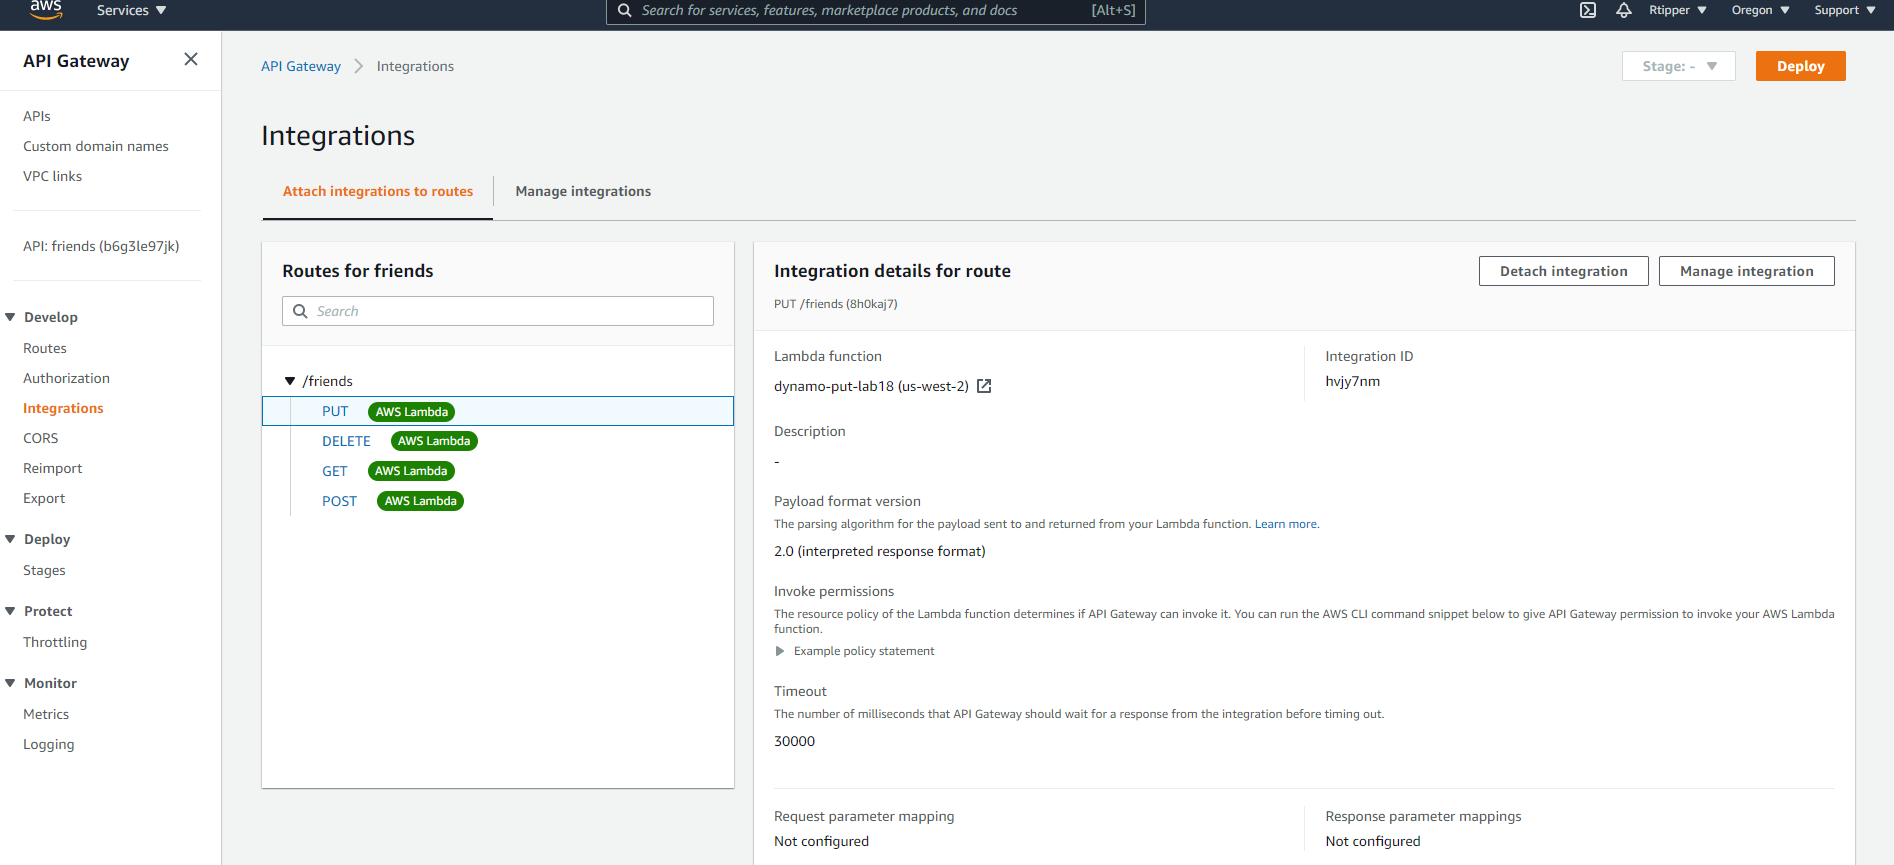 aws
Services
Search for services, features, marketplace products, and docs [Alt+S]
Rtipper
Oregon
Support
API Gateway
APIs
Custom domain names
VPC links
API: friends (b6g3le97jk)
Develop
Routes
Authorization
Integrations
CORS
Reimport
Export
Deploy
Stages
Protect
Throttling
Monitor
Metrics
Logging
API Gateway Integrations
Stage: -
Deploy
Integrations
Attach integrations to routes
Manage integrations
Routes for friends
Search
/friends
PUT AWS Lambda
DELETE AWS Lambda
GET AWS Lambda
POST AWS Lambda
Integration details for route
Detach integration
Manage integration
PUT /friends (8h0kaj7)
Lambda function
dynamo-put-lab18 (us-west-2)
Integration ID
hvjy7nm
Description
-
Payload format version
The parsing algorithm for the payload sent to and returned from your Lambda function. Learn more.
2.0 (interpreted response format)
Invoke permissions
The resource policy of the Lambda function determines if API Gateway can invoke it. You can run the AWS CLI command snippet below to give API Gateway permission to invoke your AWS Lambda
function.
Example policy statement
Timeout
The number of milliseconds that API Gateway should wait for a response from the integration before timing out.
30000
Request parameter mapping
Not configured
Response parameter mappings
Not configured